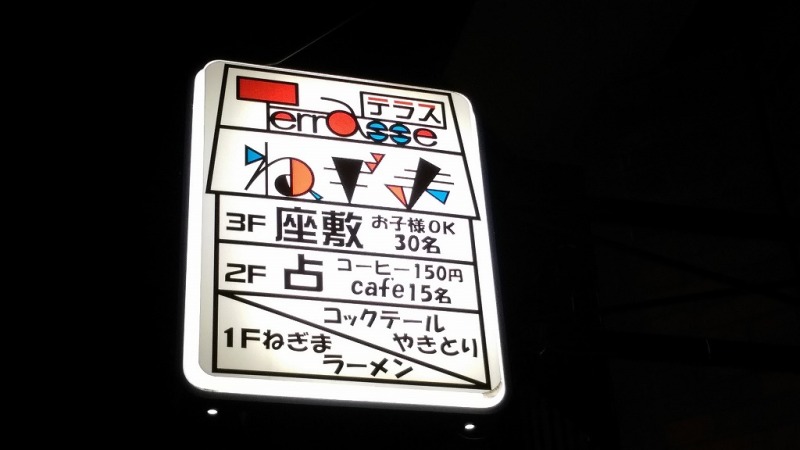 テラス
Terrasse
ねぎま
3F 座敷 お子様OK
30名
2F 占 コーヒー150円
cafe15名
コックテール
1Fねぎま やきとり
ラーメン